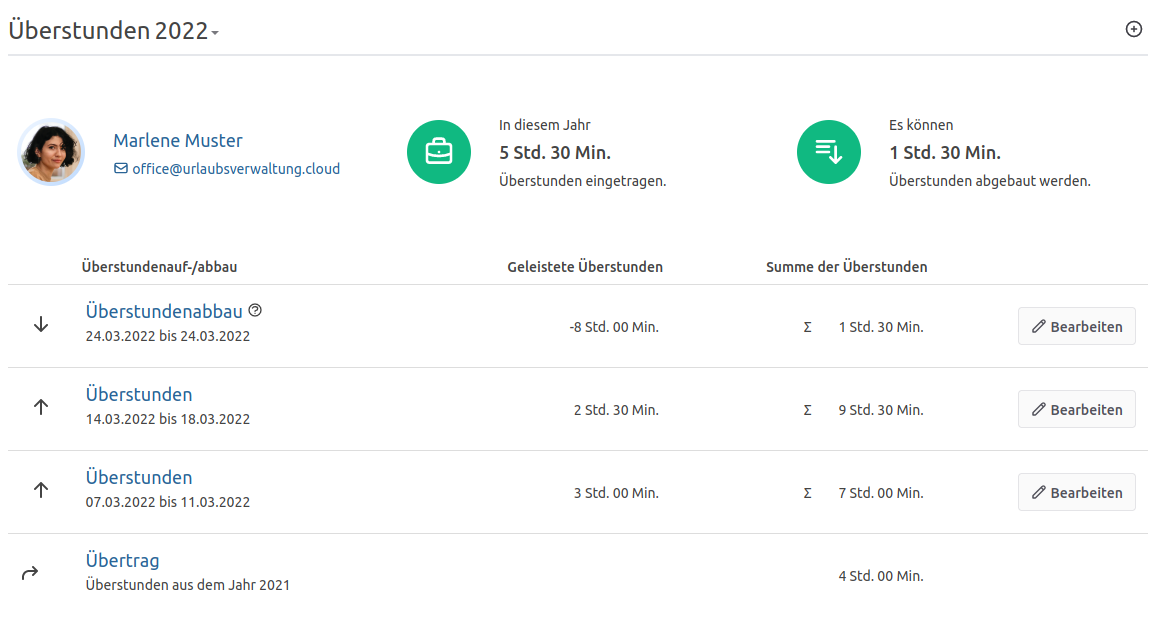 Überstunden 2022
Marlene Muster
office@urlaubsverwaltung.cloud
In diesem Jahr
5 Std. 30 Min.
Überstunden eingetragen.
Es können
1 Std. 30 Min.
Überstunden abgebaut werden.
Überstundenauf-/abbau Geleistete Überstunden Summe der Überstunden
Überstundenabbau
24.03.2022 bis 24.03.2022
-8 Std. 00 Min. Σ 1 Std. 30 Min. Bearbeiten
Überstunden
14.03.2022 bis 18.03.2022
2 Std. 30 Min. Σ 9 Std. 30 Min. Bearbeiten
Überstunden
07.03.2022 bis 11.03.2022
3 Std. 00 Min. Σ 7 Std. 00 Min. Bearbeiten
Übertrag
Überstunden aus dem Jahr 2021
4 Std. 00 Min.